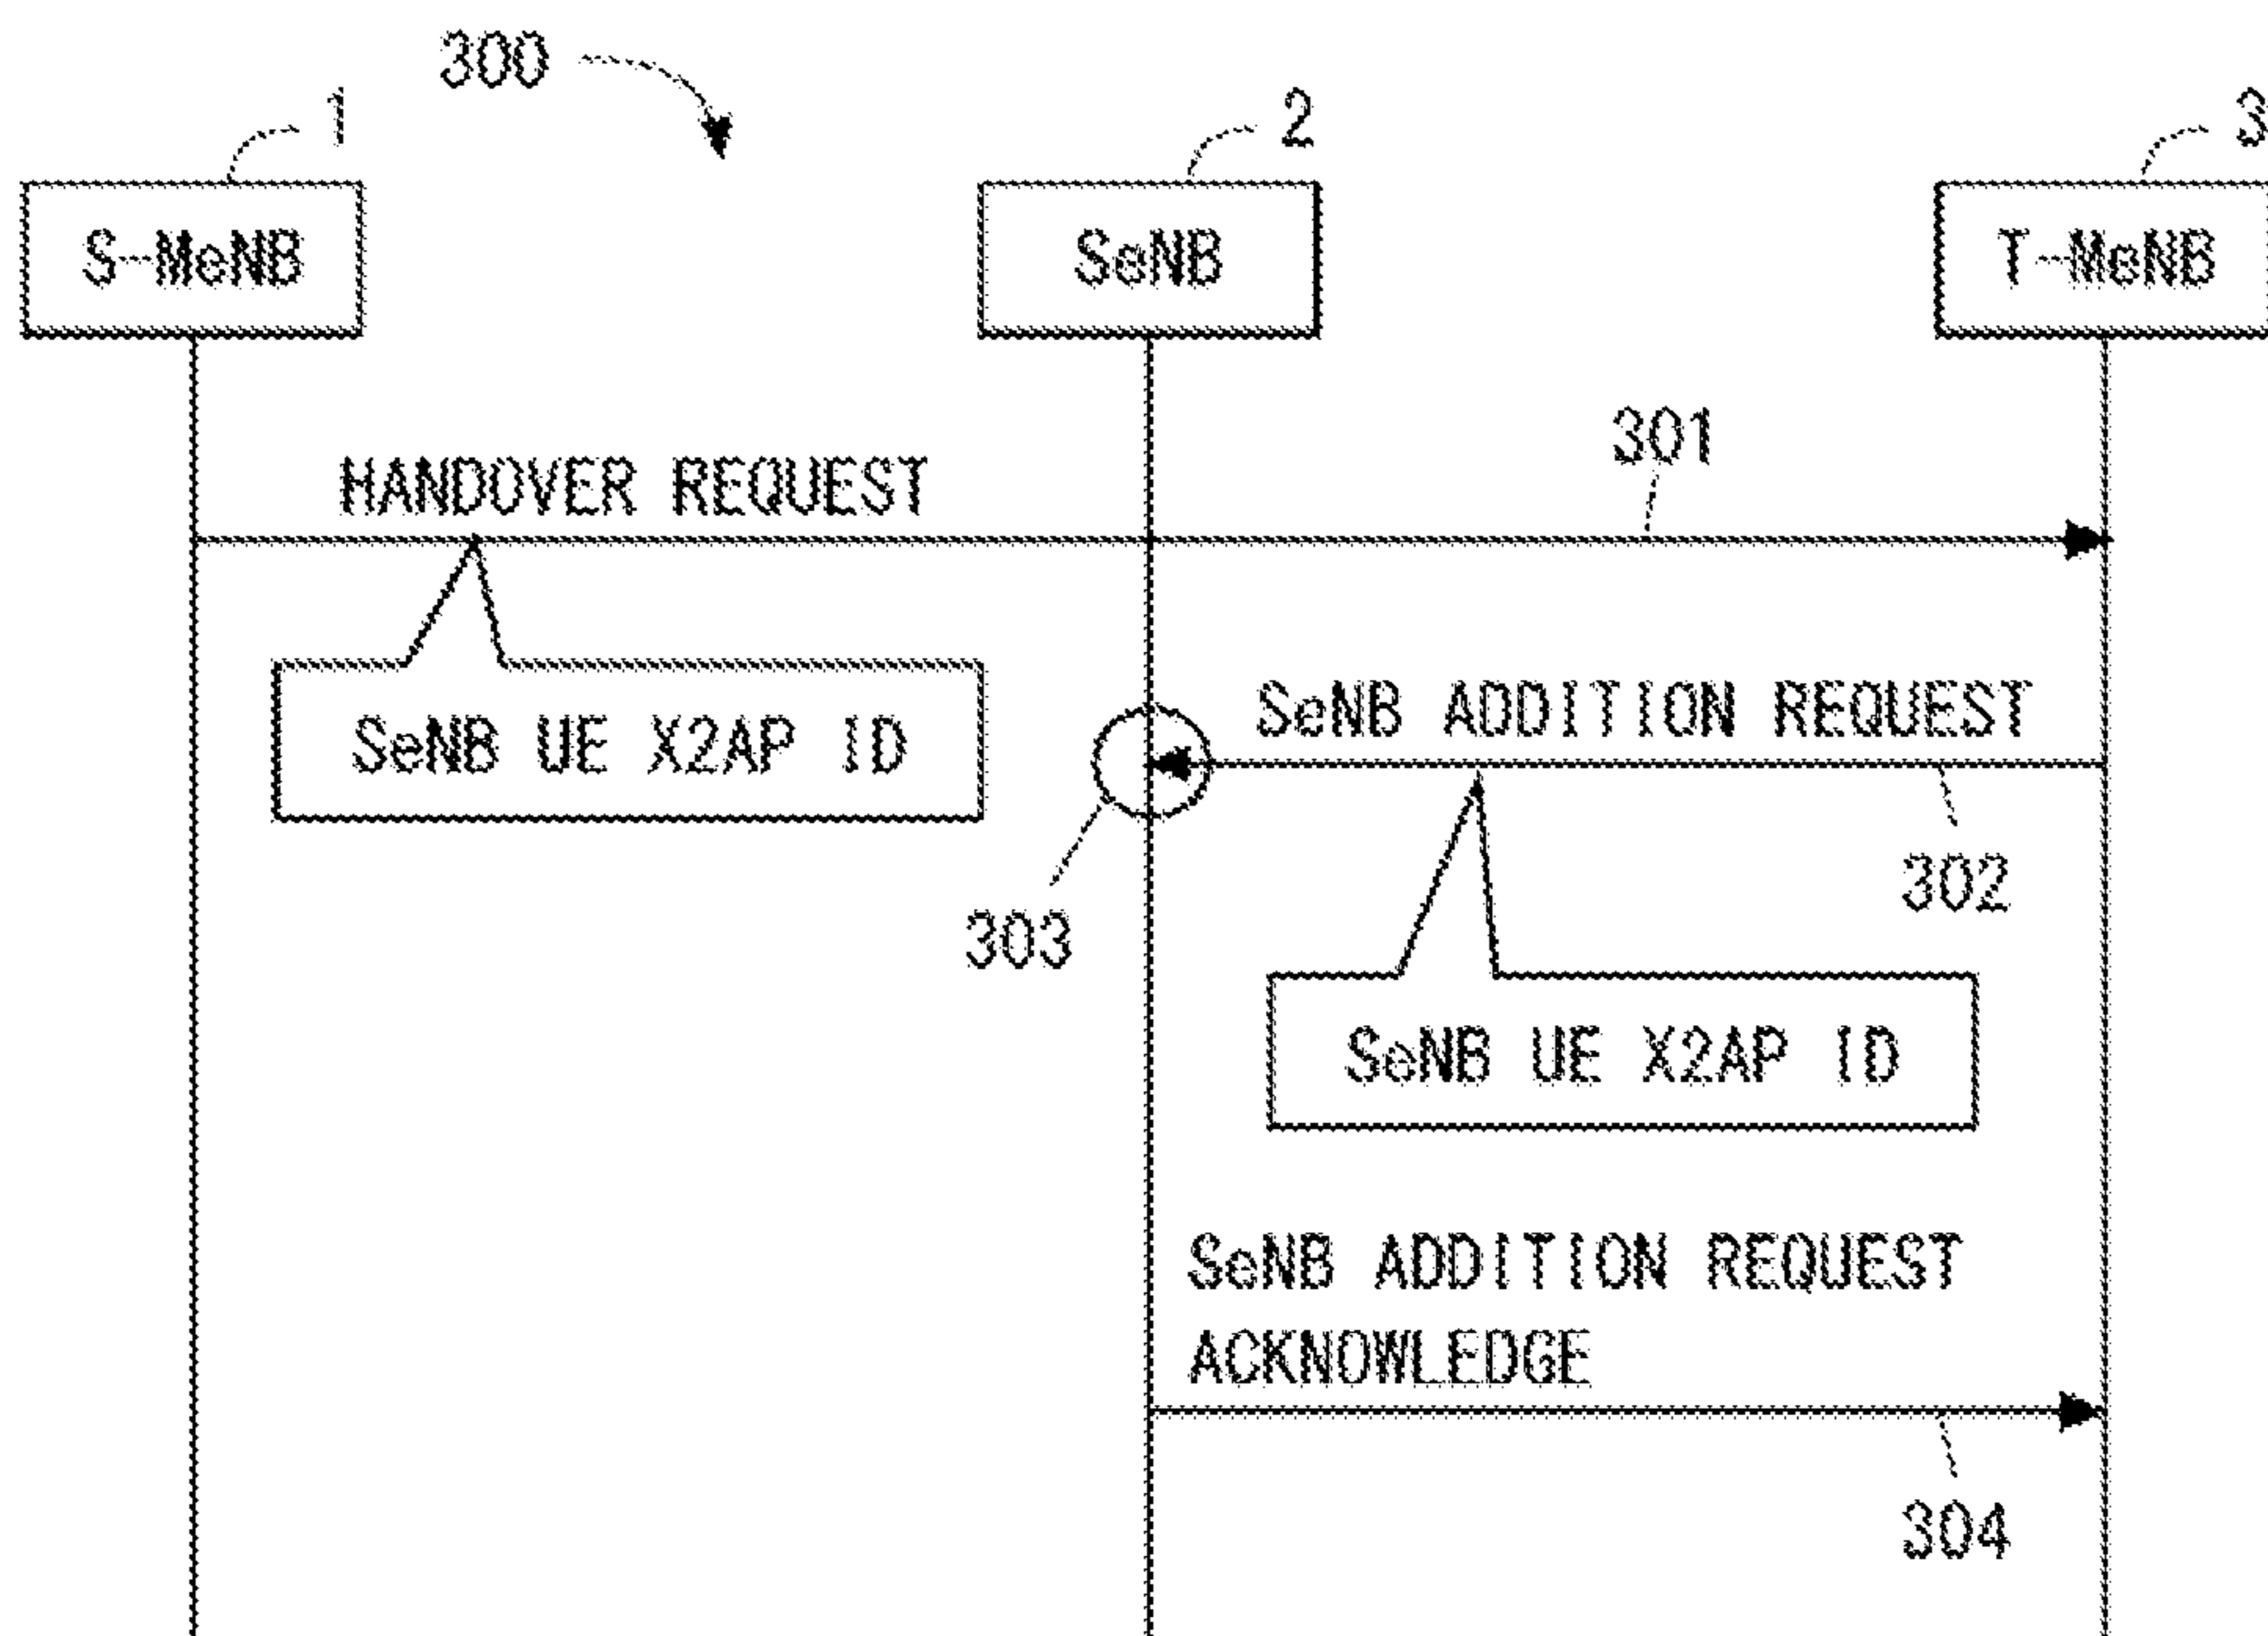 300
1
2
3
S-MeNB
SeNB
T-MeNB
301
HANDOVER REQUEST
SeNB UE X2AP ID
SeNB ADDITION REQUEST
302
303
SeNB UE X2AP ID
SeNB ADDITION REQUEST
ACKNOWLEDGE
304